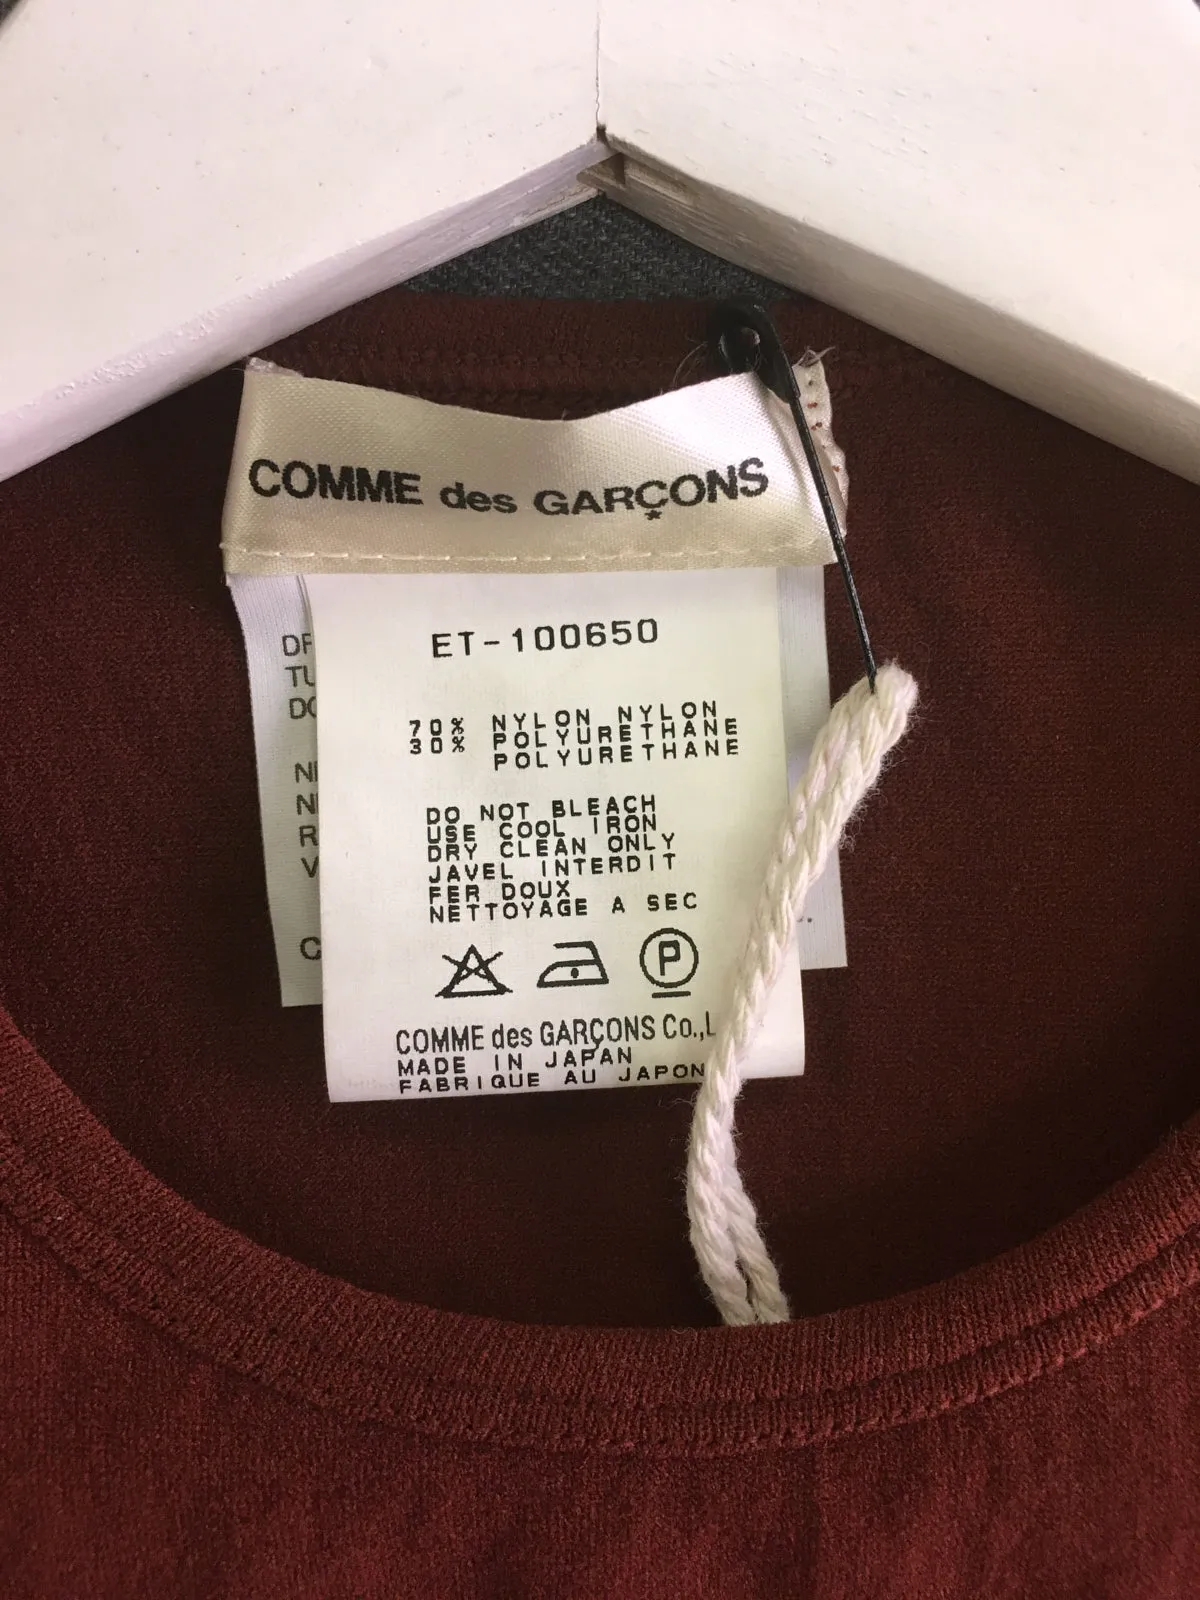 COMME des GARÇONS
ET-100650
70% NYLON NYLON
30% POLYURETHANE
POLYURETHANE
DO NOT BLEACH
USE COOL IRON
DRY CLEAN ONLY
JAVEL INTERDIT
FER DOUX
NETTOYAGE A SEC
P
COMME des GARÇONS Co.,L
MADE IN JAPAN
FABRIQUE AU JAPON